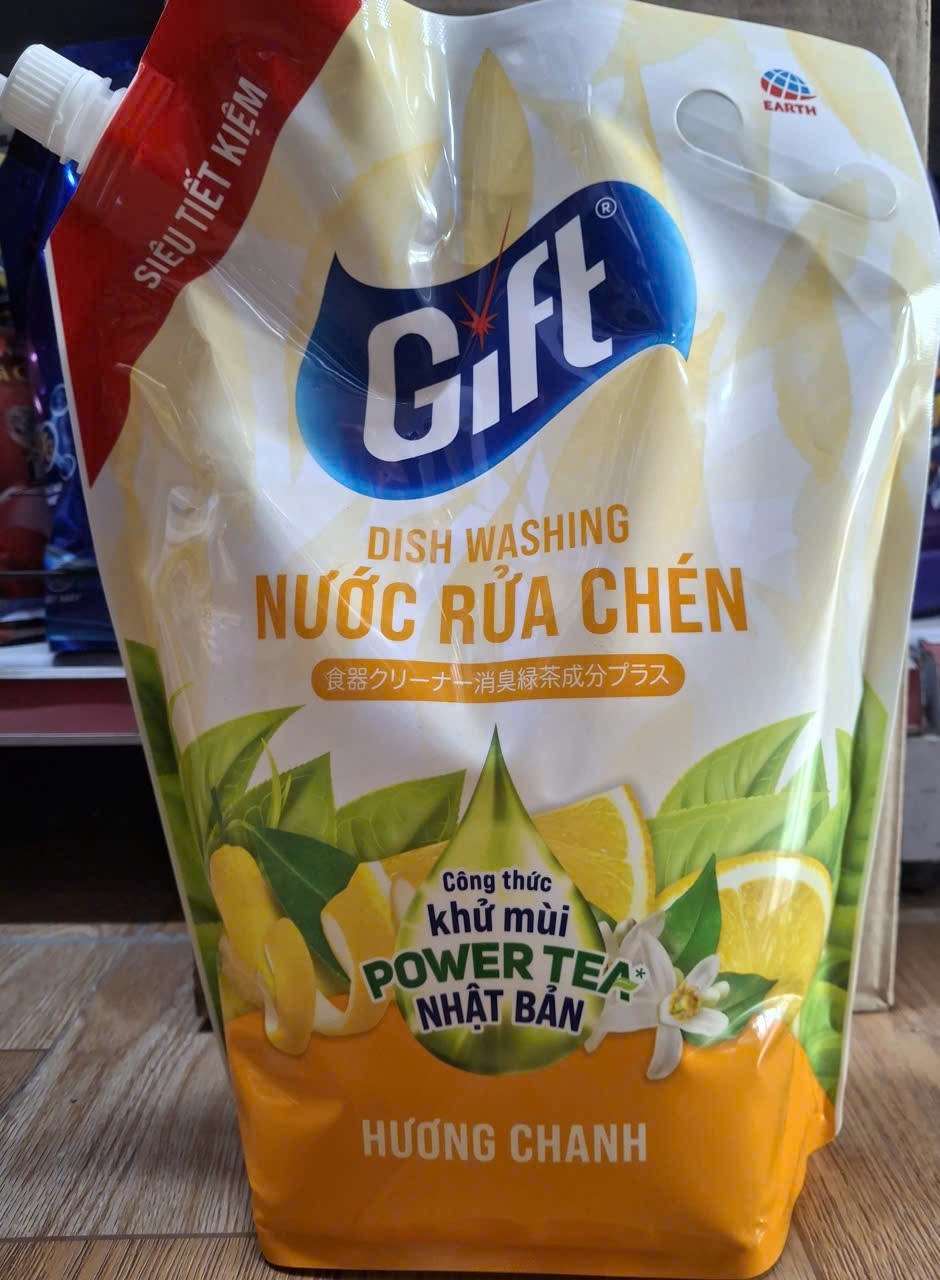 SIÊU TIẾT KIỆM
EARTH
Gift®
DISH WASHING
NƯỚC RỬA CHÉN
食器クリーナー消臭緑茶成分プラス
Công thức
khử mùi
POWER TEA*
NHẬT BẢN
HƯƠNG CHANH